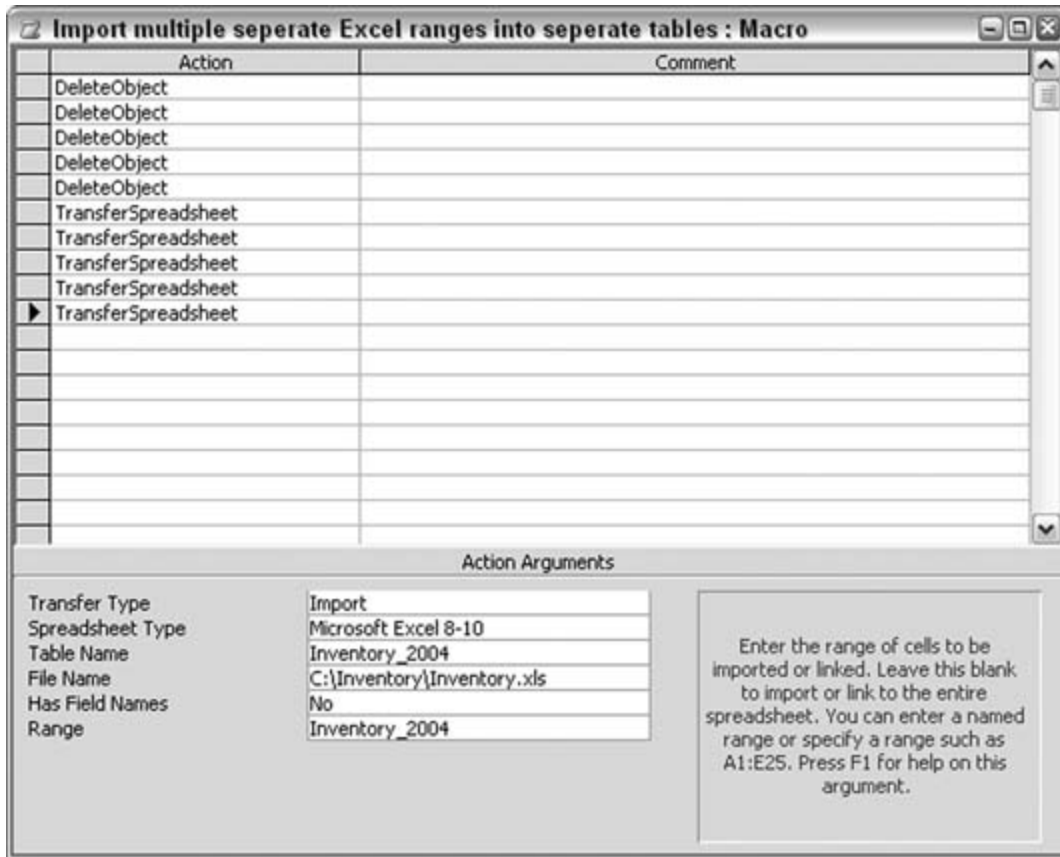 Import multiple seperate Excel ranges into seperate tables : Macro
Action Comment
DeleteObject
DeleteObject
DeleteObject
DeleteObject
DeleteObject
TransferSpreadsheet
TransferSpreadsheet
TransferSpreadsheet
TransferSpreadsheet
TransferSpreadsheet
Action Arguments
Transfer Type Import
Spreadsheet Type Microsoft Excel 8-10
Table Name Inventory_2004
File Name C:\Inventory\Inventory.xls
Has Field Names No
Range Inventory_2004
Enter the range of cells to be
imported or linked. Leave this blank
to import or link to the entire
spreadsheet. You can enter a named
range or specify a range such as
A1:E25. Press F1 for help on this
argument.